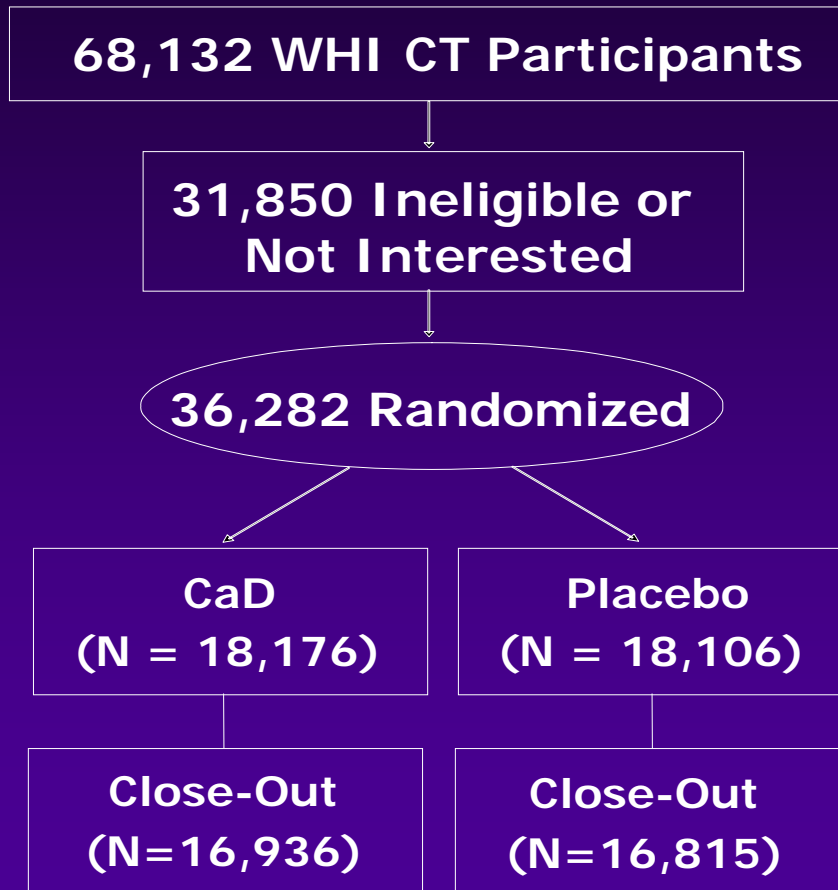 68,132 WHI CT Participants
31,850 Ineligible or
Not Interested
36,282 Randomized
CaD
(N = 18,176)
Placebo
(N = 18,106)
Close-Out
(N=16,936)
Close-Out
(N=16,815)